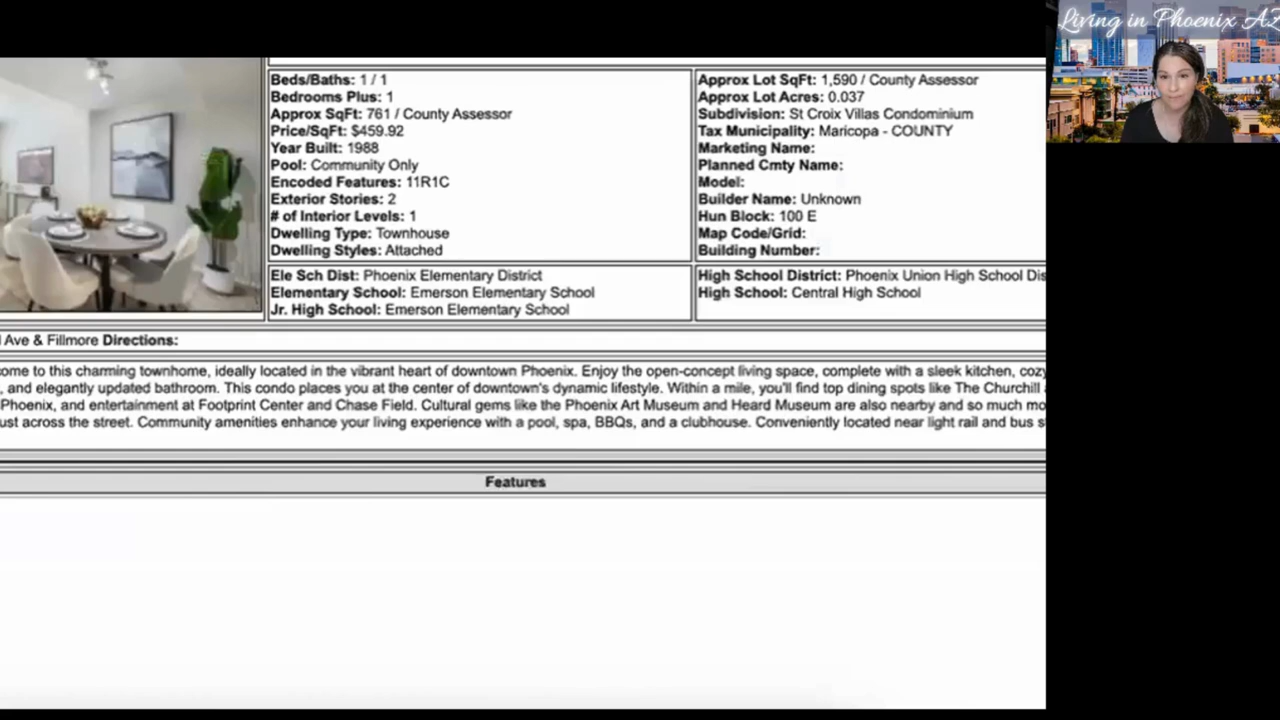 Living in Phoenix AZ
Beds/Baths: 1 / 1
Bedrooms Plus: 1
Approx SqFt: 761 / County Assessor
Price/SqFt: $459.92
Year Built: 1988
Pool: Community Only
Encoded Features: 11R1C
Exterior Stories: 2
# of Interior Levels: 1
Dwelling Type: Townhouse
Dwelling Styles: Attached
Approx Lot SqFt: 1,590 / County Assessor
Approx Lot Acres: 0.037
Subdivision: St Croix Villas Condominium
Tax Municipality: Maricopa - COUNTY
Marketing Name:
Planned Cmty Name:
Model:
Builder Name: Unknown
Hun Block: 100 E
Map Code/Grid:
Building Number:
Ele Sch Dist: Phoenix Elementary District
Elementary School: Emerson Elementary School
Jr. High School: Emerson Elementary School
High School District: Phoenix Union High School Dis
High School: Central High School
Ave & Fillmore Directions:
come to this charming townhome, ideally located in the vibrant heart of downtown Phoenix. Enjoy the open-concept living space, complete with a sleek kitchen, cozy
, and elegantly updated bathroom. This condo places you at the center of downtown's dynamic lifestyle. Within a mile, you'll find top dining spots like The Churchill
Phoenix, and entertainment at Footprint Center and Chase Field. Cultural gems like the Phoenix Art Museum and Heard Museum are also nearby and so much mo
ust across the street. Community amenities enhance your living experience with a pool, spa, BBQs, and a clubhouse. Conveniently located near light rail and bus s
Features